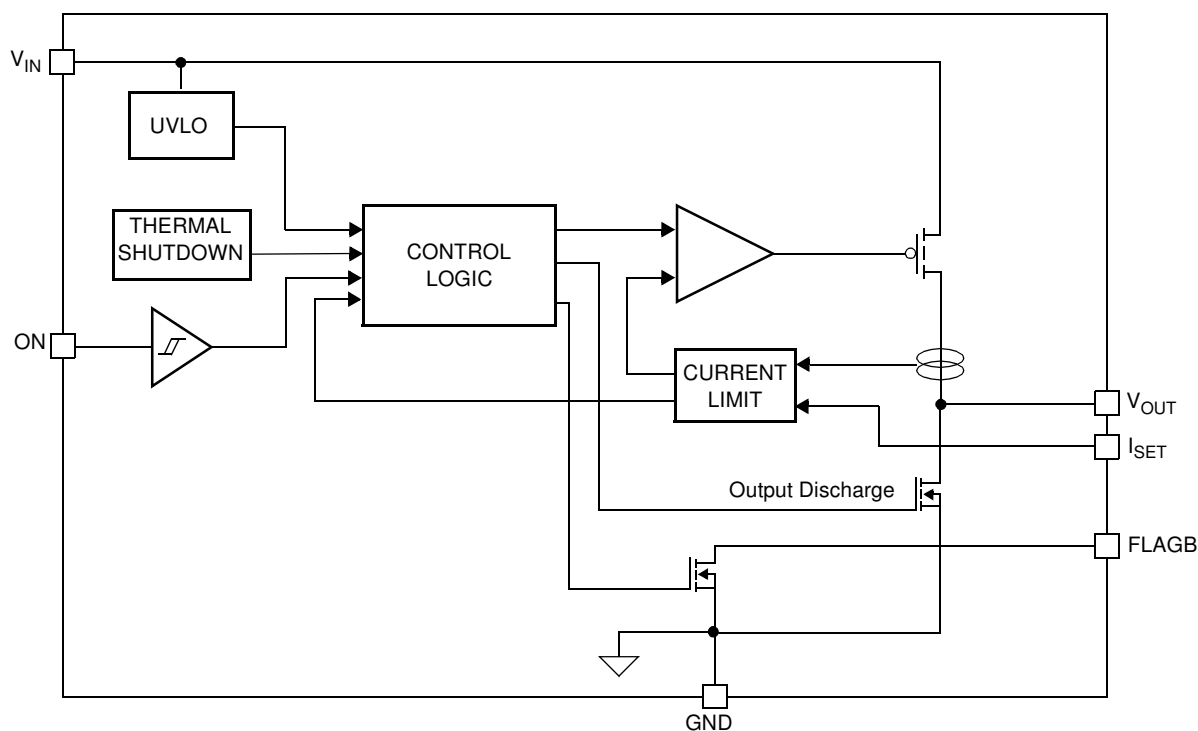 VIN
UVLO
THERMAL
SHUTDOWN
CONTROL
LOGIC
ON
CURRENT
LIMIT
VOUT
ISET
Output Discharge
FLAGB
GND